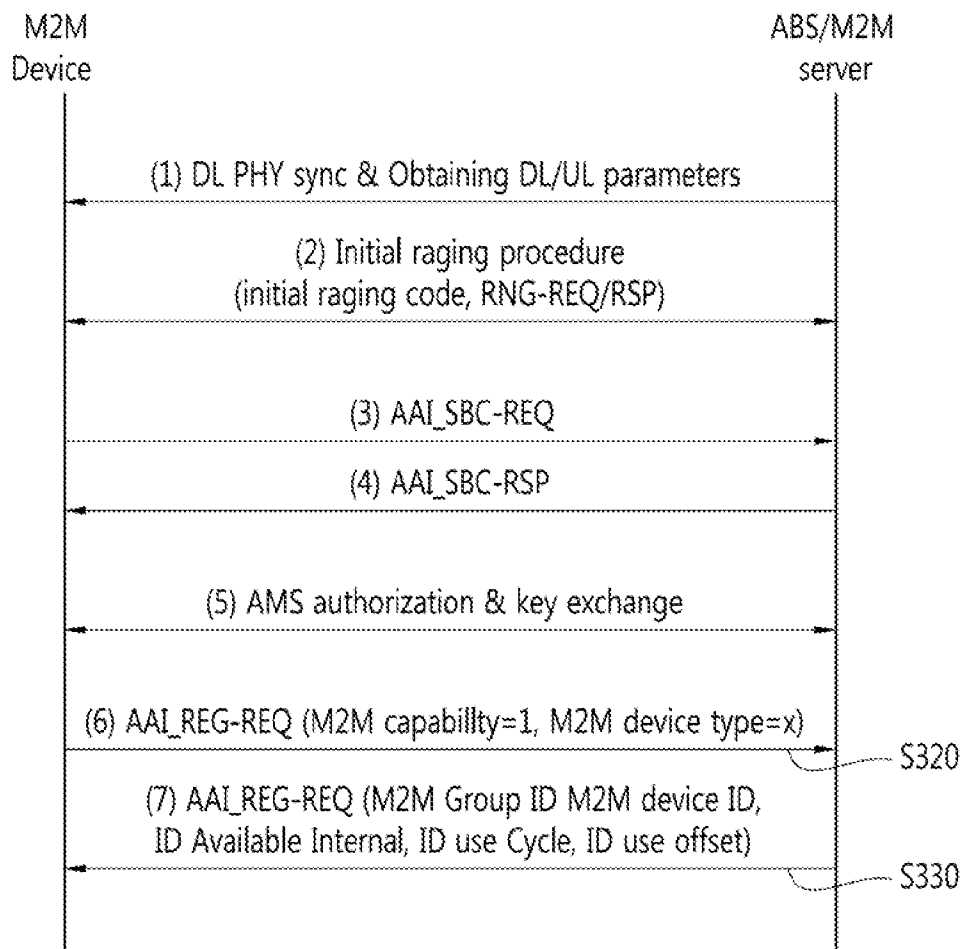 M2M
Device
ABS/M2M
server
(1) DL PHY sync & Obtaining DL/UL parameters
(2) Initial raging procedure
(initial raging code, RNG-REQ/RSP)
(3) AAI_SBC-REQ
(4) AAI_SBC-RSP
(5) AMS authorization & key exchange
(6) AAI_REG-REQ (M2M capabillty=1, M2M device type=x)
S320
(7) AAI_REG-REQ (M2M Group ID M2M device ID,
ID Available Internal, ID use Cycle, ID use offset)
S330